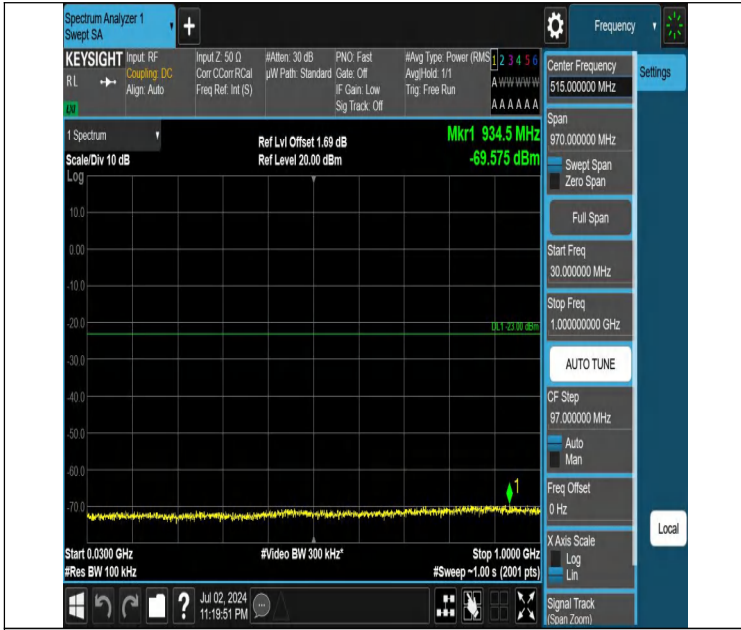 Spectrum Analyzer 1
Swept SA
+
Frequency
KEYSIGHT
RL
Input: RF
Coupling: DC
Align: Auto
Input Z: 50 Ω
Corr CCorr RCal
Freq Ref: Int (S)
#Atten: 30 dB
µW Path: Standard
PNO: Fast
Gate: Off
IF Gain: Low
Sig Track: Off
#Avg Type: Power (RMS
Avg|Hold: 1/1
Trig: Free Run
1 2 3 4 5 6
A W W W W W
A A A A A A
1 Spectrum
Scale/Div 10 dB
Ref Lvl Offset 1.69 dB
Ref Level 20.00 dBm
Mkr1 934.5 MHz
-69.575 dBm
Log
10.0
0.00
-10.0
-20.0
DL1 -23.00 dBm
-30.0
-40.0
-50.0
-60.0
-70.0
1
Start 0.0300 GHz
#Video BW 300 kHz*
Stop 1.0000 GHz
#Res BW 100 kHz
#Sweep ~1.00 s (2001 pts)
?
Jul 02, 2024
11:19:51 PM
Center Frequency
515.000000 MHz
Settings
Span
970.000000 MHz
Swept Span
Zero Span
Full Span
Start Freq
30.000000 MHz
Stop Freq
1.000000000 GHz
AUTO TUNE
CF Step
97.000000 MHz
Auto
Man
Freq Offset
0 Hz
X Axis Scale
Log
Lin
Local
Signal Track
(Span Zoom)